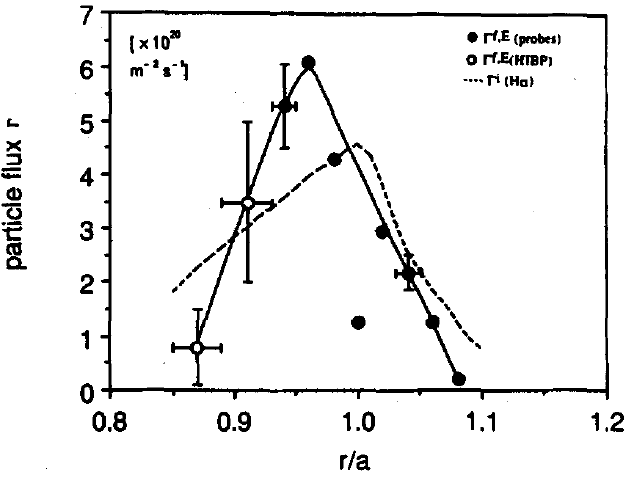 [ ×10²⁰
m⁻² s⁻¹]
Γf,E (probes)
Γf,E(HIBP)
Γi (Hα)
particle flux Γ
7
6
5
4
3
2
1
0
0.8 0.9 1.0 1.1 1.2
r/a